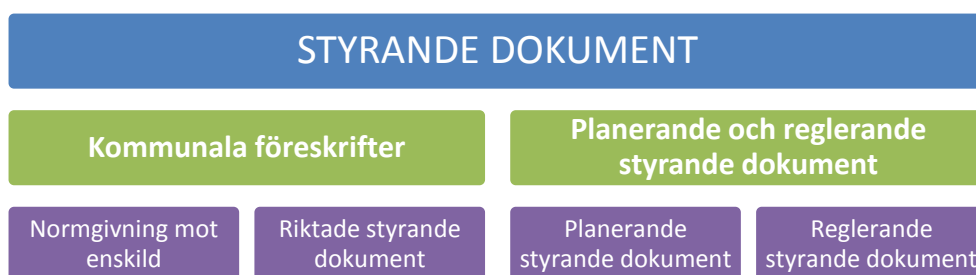 STYRANDE DOKUMENT
Kommunala föreskrifter
Planerande och reglerande
styrande dokument
Normgivning mot
enskild
Riktade styrande
dokument
Planerande
styrande dokument
Reglerande
styrande dokument